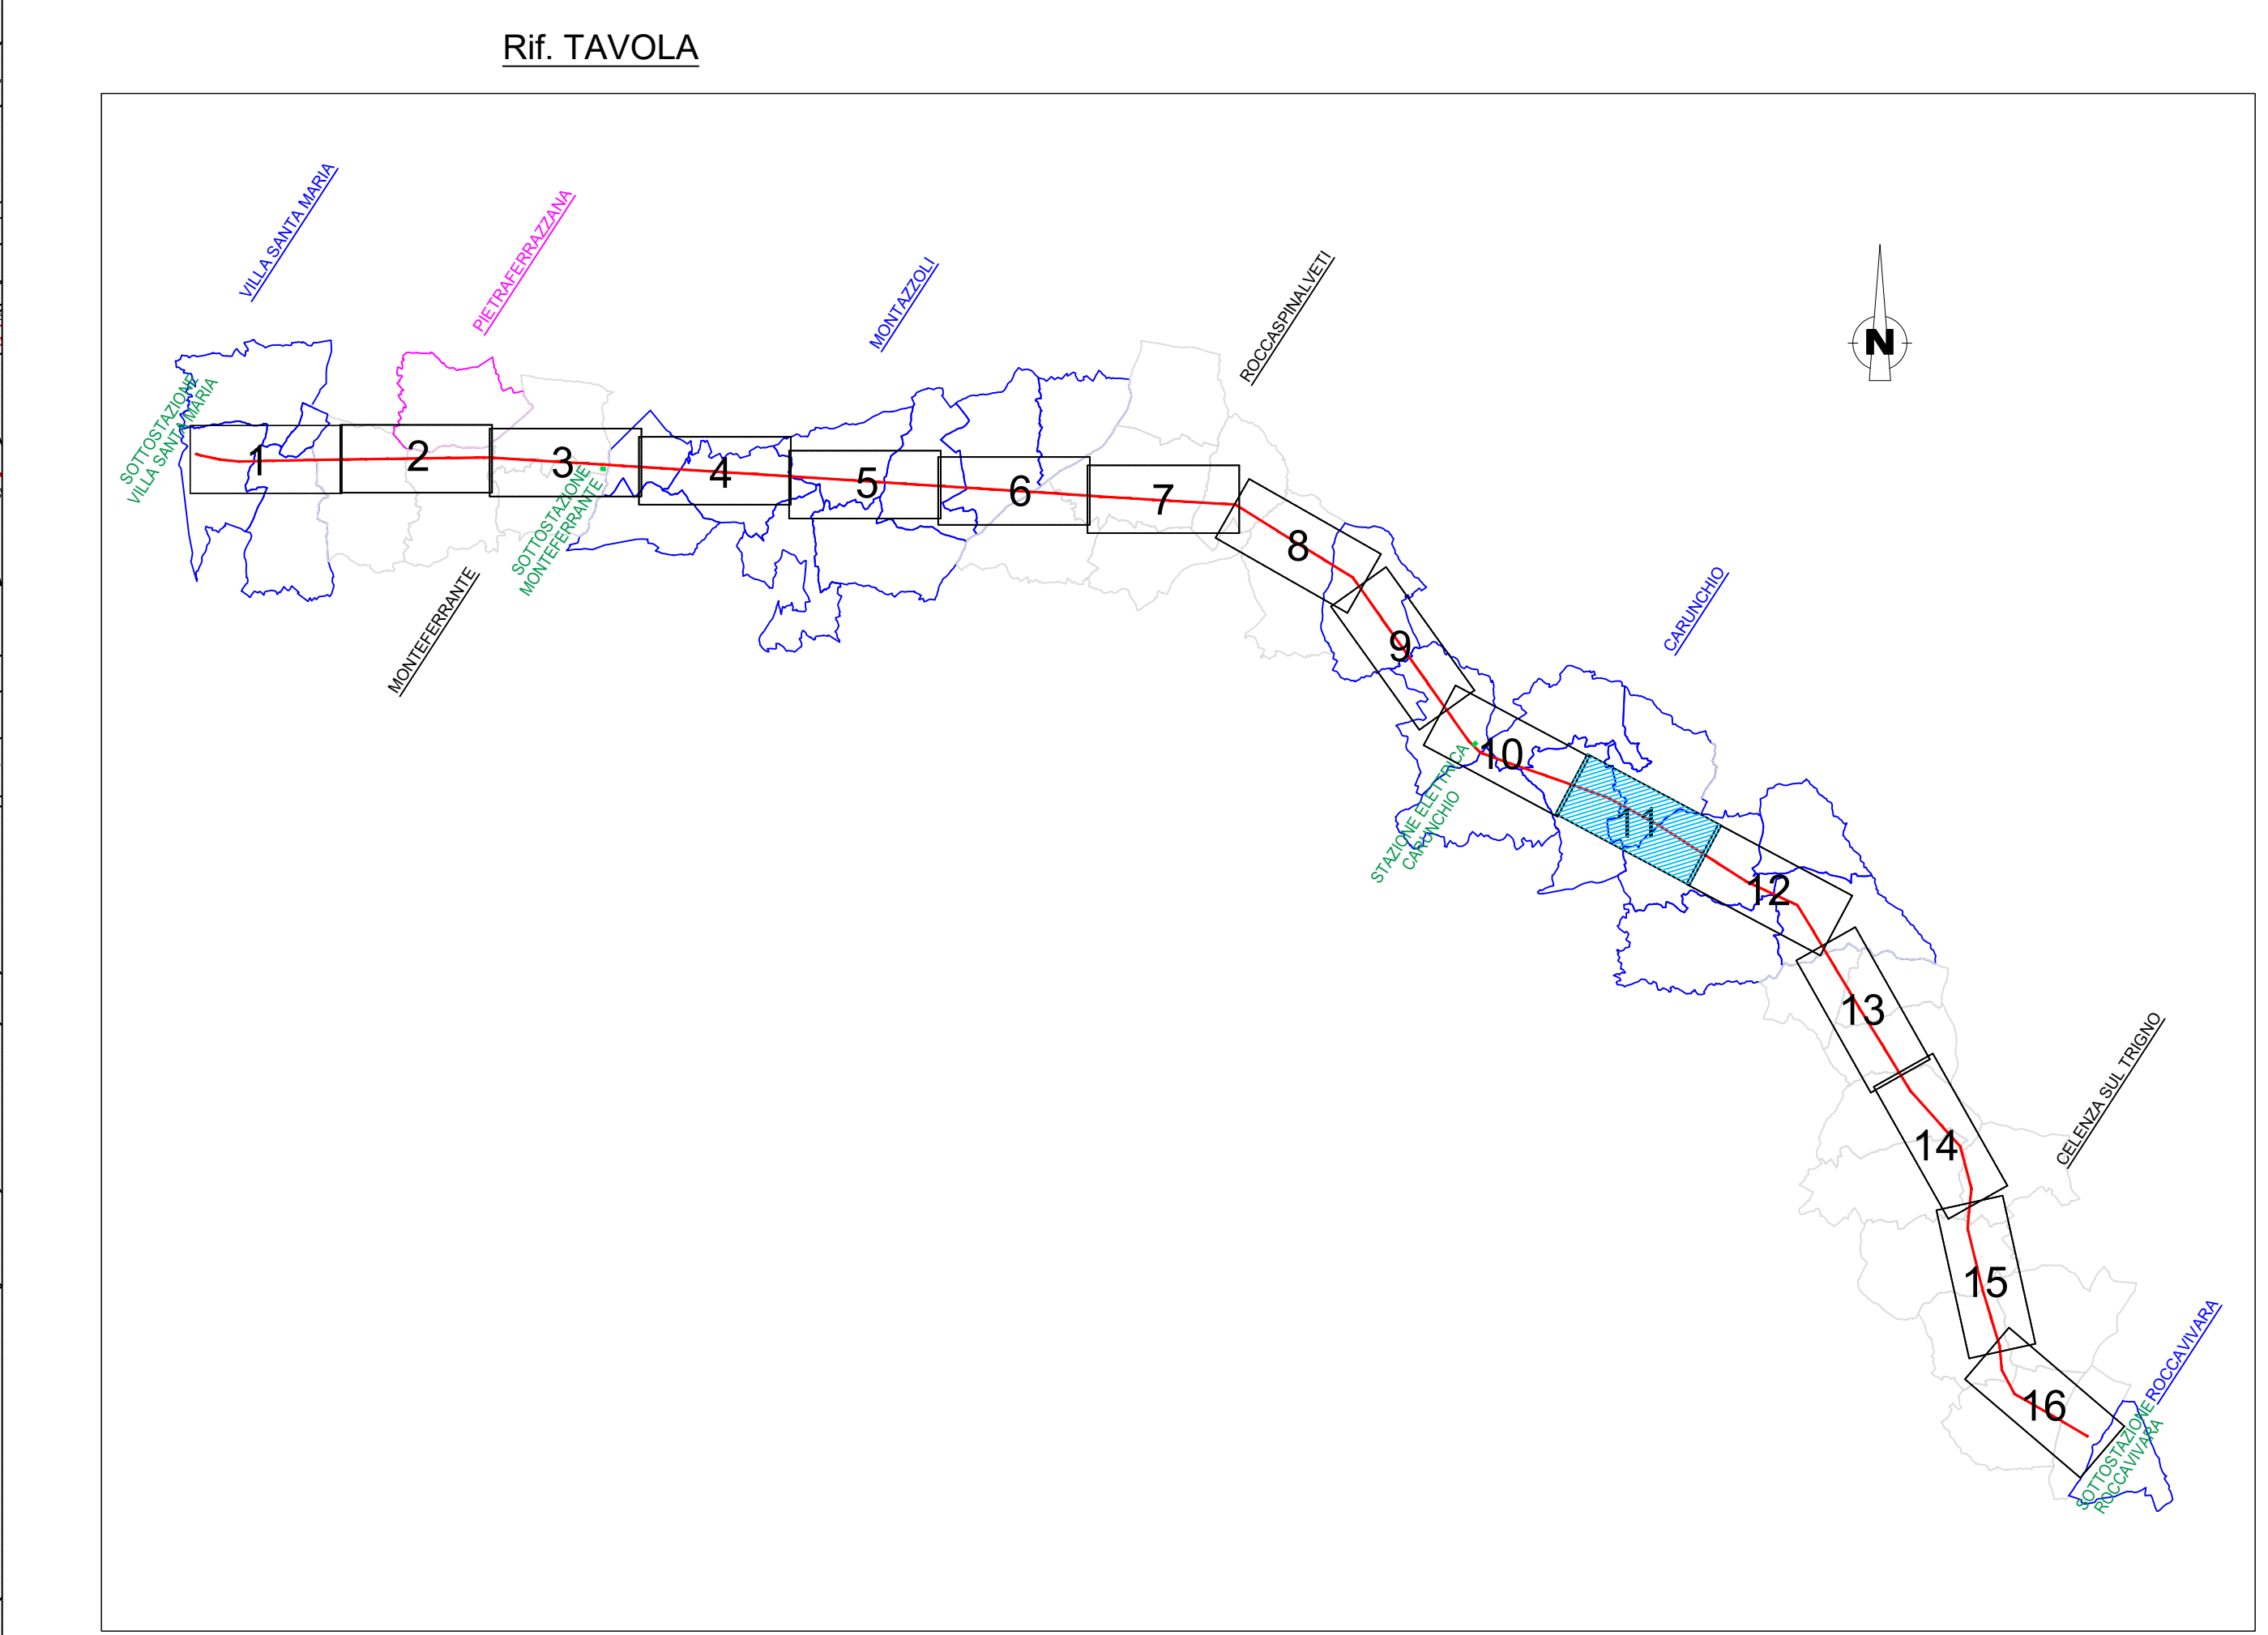 Rif. TAVOLA
VILLA SANTA MARIA
PIETRAFERRAZZANA
MONTAZZOLI
ROCCASPINALVETI
N
SOTTOSTAZIONE
VILLA SANTA MARIA
1
2
3
4
5
6
7
8
SOTTOSTAZIONE
MONTEFERRANTE
MONTEFERRANTE
CARUNCHIO
9
10
STAZIONE ELETTRICA
CARUNCHIO
11
12
13
CELENZA SUL TRIGNO
14
15
ROCCAVIVARA
16
SOTTOSTAZIONE
ROCCAVIVARA